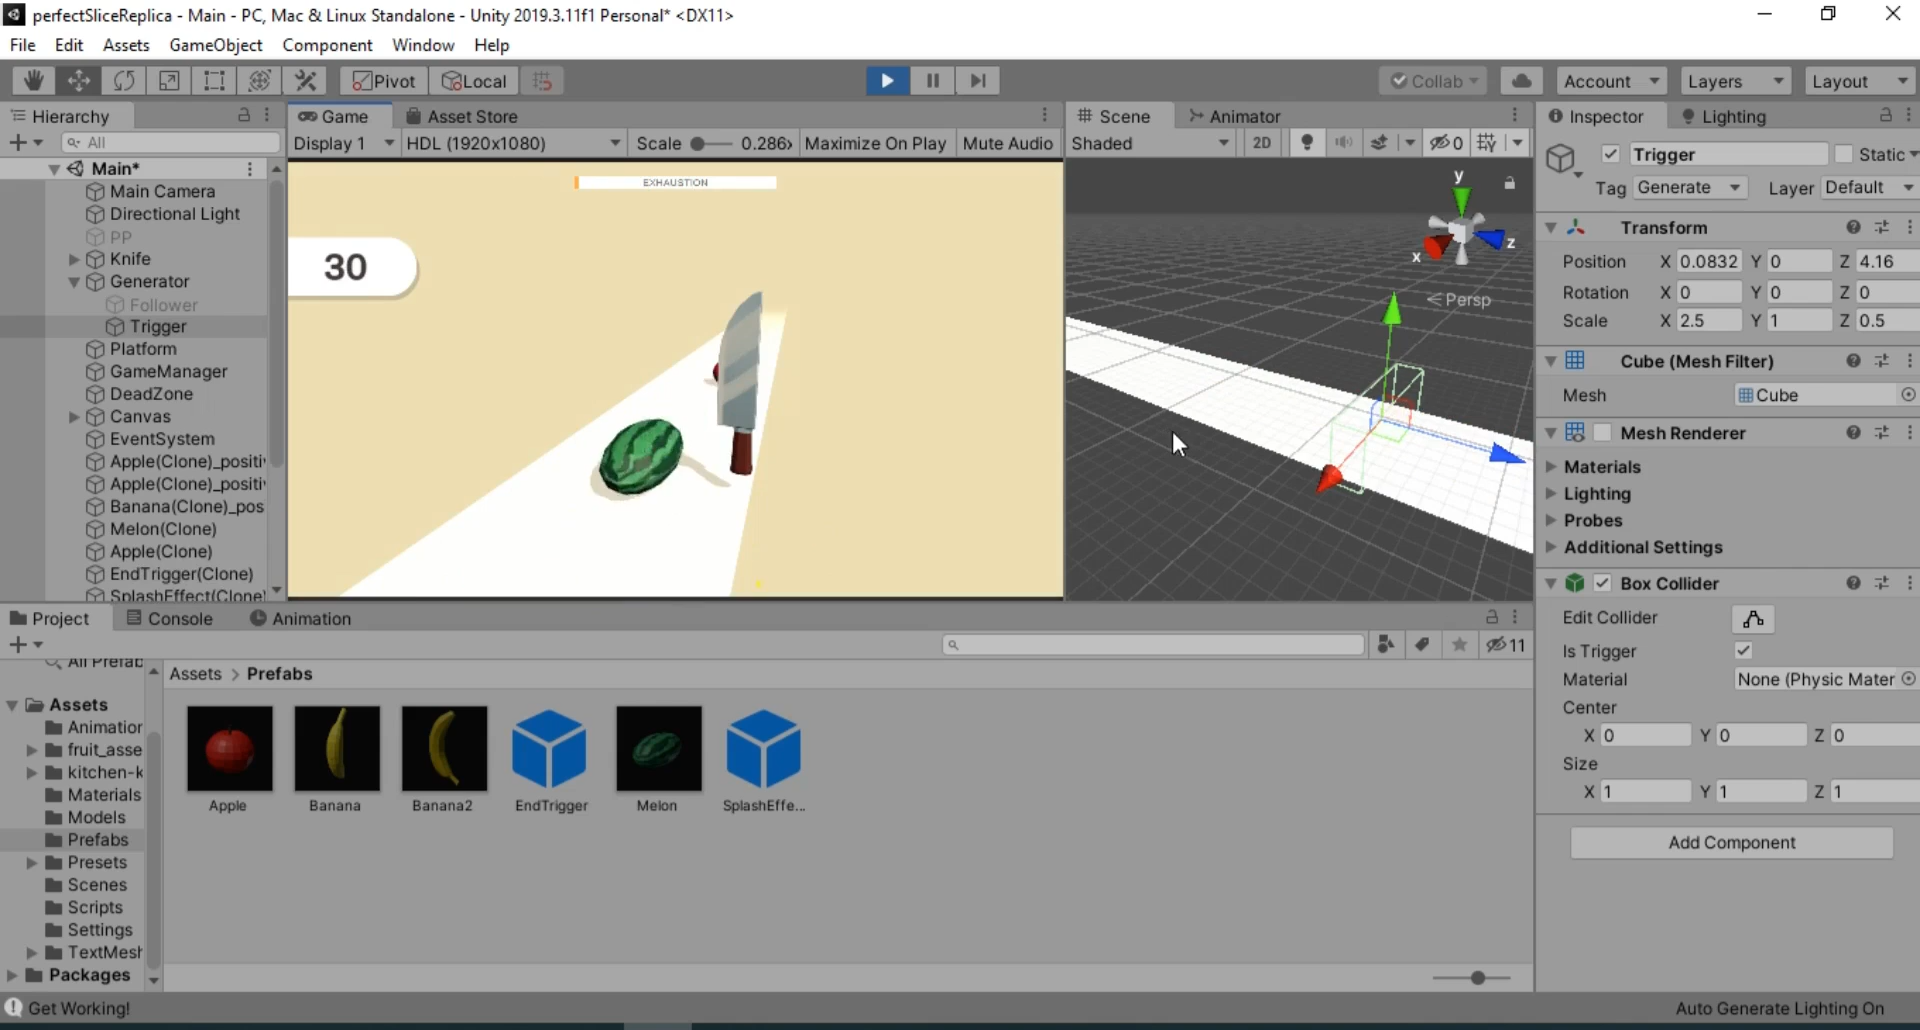 perfectSliceReplica - Main - PC, Mac & Linux Standalone - Unity 2019.3.11f1 Personal* <DX11>
File Edit Assets GameObject Component Window Help
Pivot Local Collab Account Layers Layout
Hierarchy
All
Main*
Main Camera
Directional Light
PP
Knife
Generator
Follower
Trigger
Platform
GameManager
DeadZone
Canvas
EventSystem
Apple(Clone)_positi
Apple(Clone)_positi
Banana(Clone)_pos
Melon(Clone)
Apple(Clone)
EndTrigger(Clone)
SplashEffect(Clone)
Game Asset Store
Display 1 HDL (1920x1080) Scale 0.286x Maximize On Play Mute Audio
EXHAUSTION
30
Scene Animator
Shaded 2D 0
y
z
x
Persp
Inspector Lighting
Trigger Static
Tag Generate Layer Default
Transform
Position X 0.0832 Y 0 Z 4.16
Rotation X 0 Y 0 Z 0
Scale X 2.5 Y 1 Z 0.5
Cube (Mesh Filter)
Mesh Cube
Mesh Renderer
Materials
Lighting
Probes
Additional Settings
Box Collider
Edit Collider
Is Trigger
Material None (Physic Mater
Center
X 0 Y 0 Z 0
Size
X 1 Y 1 Z 1
Add Component
Project Console Animation
11
All Prefab
Assets
Animation
fruit_asse
kitchen-k
Materials
Models
Prefabs
Presets
Scenes
Scripts
Settings
TextMesh
Packages
Assets > Prefabs
Apple Banana Banana2 EndTrigger Melon SplashEffe...
Get Working!
Auto Generate Lighting On